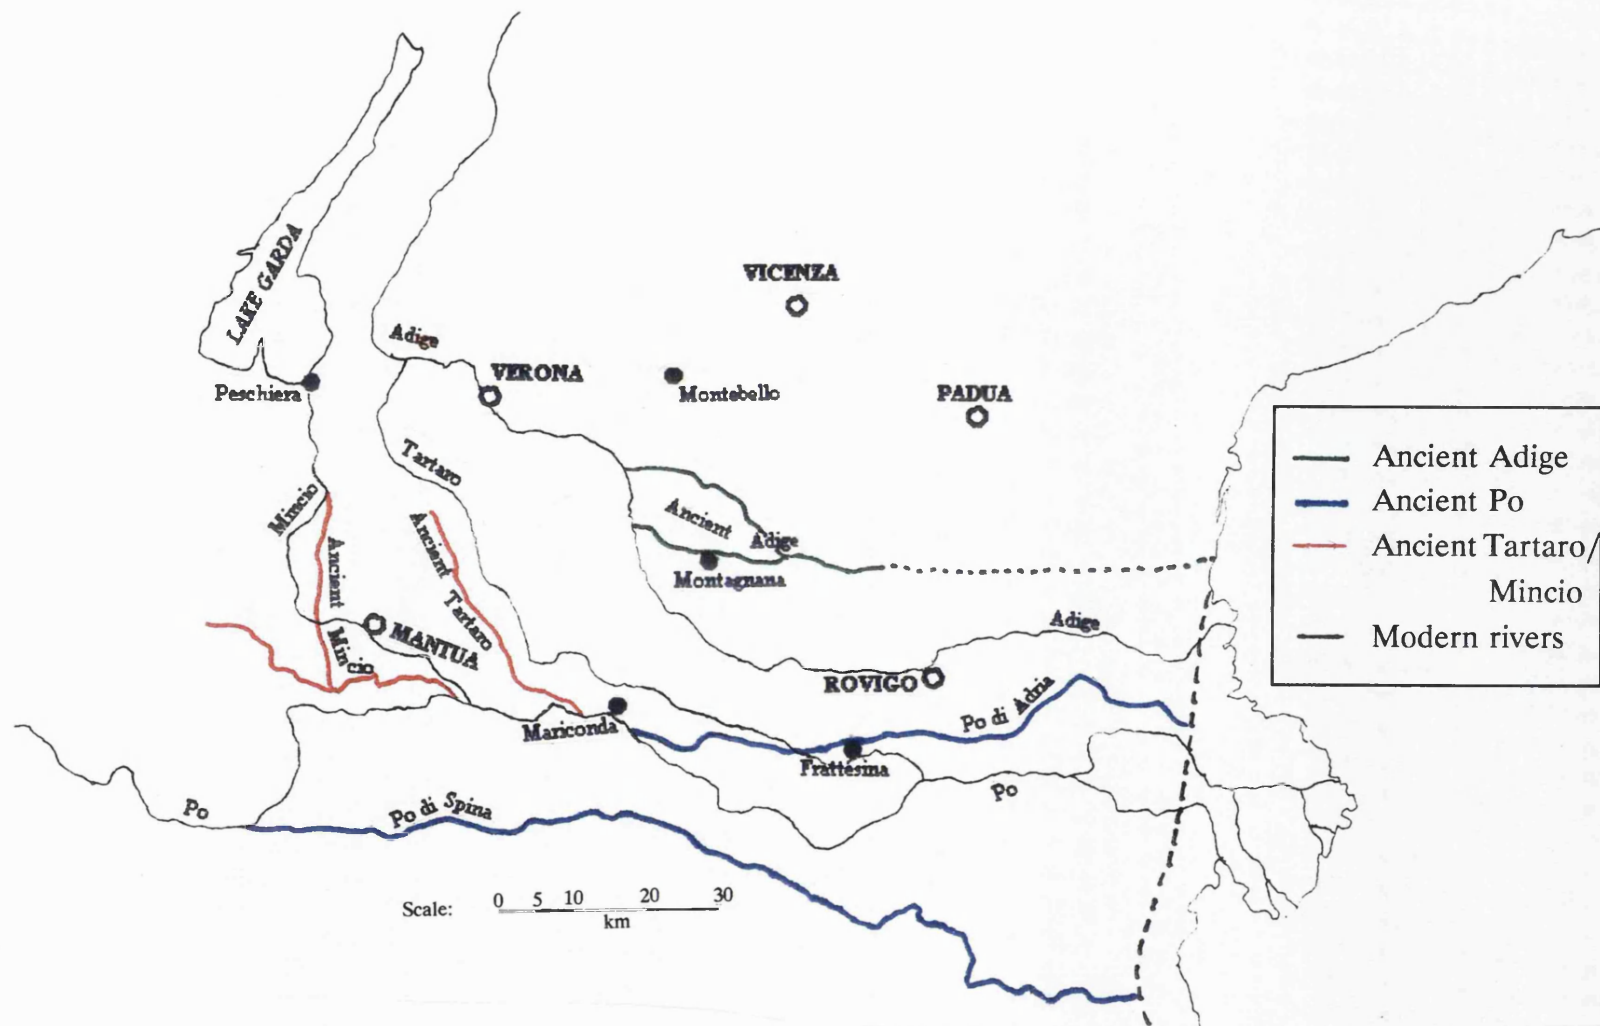 LAKE GARDA
VICENZA
Adige
VERONA
Peschiera
Montebello
PADUA
Tartaro
Mincio
Ancient
Adige
Ancient
Mincio
Ancient
Tartaro
Montagnana
MANTUA
Adige
ROVIGO
Po di Adria
Mariconda
Frattesina
Po
Po
Po di Spina
Scale: 0 5 10 20 30
km
Ancient Adige
Ancient Po
Ancient Tartaro/
Mincio
Modern rivers